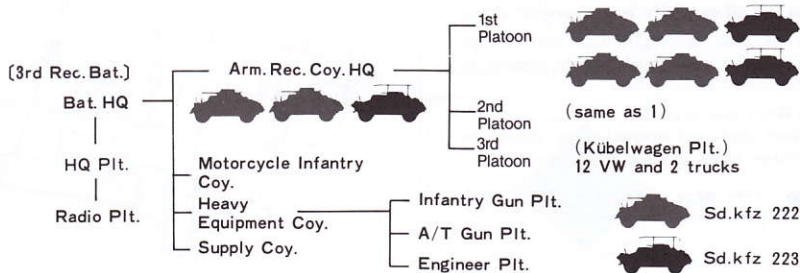 [3rd Rec. Bat.]
Bat. HQ
HQ Plt.
Radio Plt.
Arm. Rec. Coy. HQ
Motorcycle Infantry
Coy.
Heavy
Equipment Coy.
Supply Coy.
1st
Platoon
2nd
Platoon
(same as 1)
3rd
Platoon
(Kübelwagen Plt.)
12 VW and 2 trucks
Infantry Gun Plt.
A/T Gun Plt.
Engineer Plt.
Sd.kfz 222
Sd.kfz 223